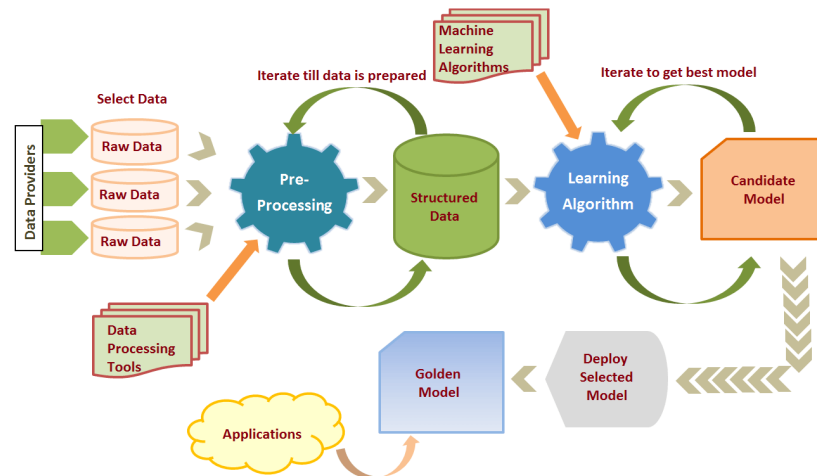 Machine
Learning
Algorithms
Iterate till data is prepared
Iterate to get best model
Select Data
Data Providers
Raw Data
Raw Data
Raw Data
Pre-
Processing
Structured
Data
Learning
Algorithm
Candidate
Model
Data
Processing
Tools
Golden
Model
Deploy
Selected
Model
Applications